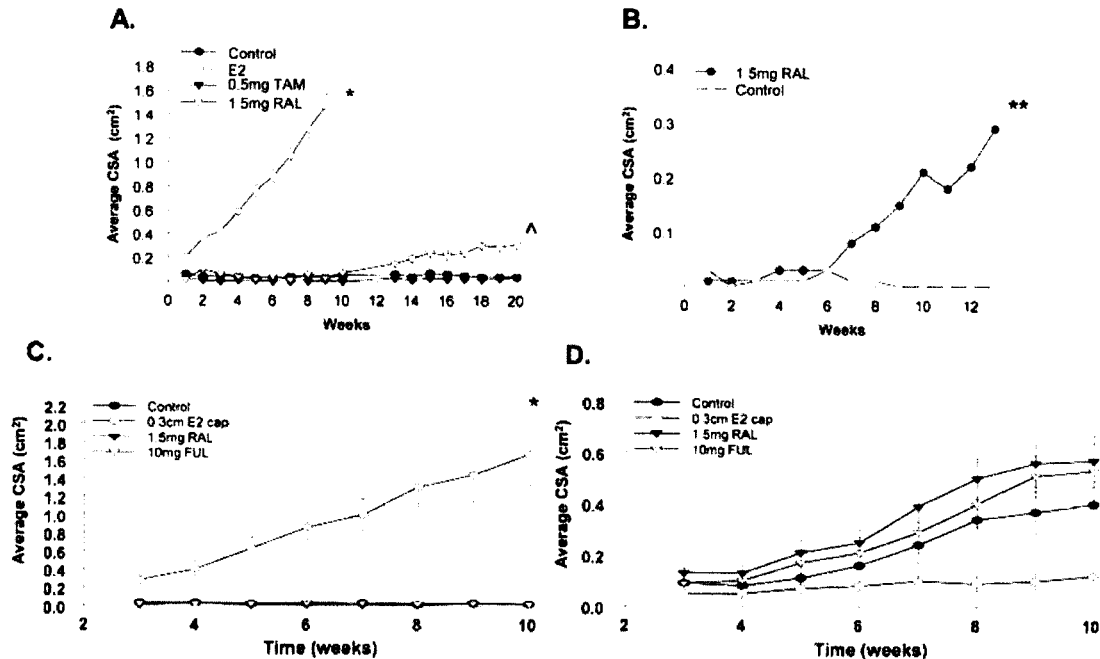 A.
Control
E2
0.5mg TAM
1.5mg RAL
1.8
1.6
1.4
1.2
1.0
0.8
0.6
0.4
0.2
Average CSA (cm²)
*
^
0 2 4 6 8 10 12 14 16 18 20
Weeks
B.
1 5mg RAL
Control
0.4
0.3
0.2
0.1
Average CSA (cm²)
**
0 2 4 6 8 10 12
Weeks
C.
Control
0 3cm E2 cap
1.5mg RAL
10mg FUL
2.2
2.0
1.8
1.6
1.4
1.2
1.0
0.8
0.6
0.4
0.2
0.0
Average CSA (cm²)
*
2 4 6 8 10
Time (weeks)
D.
Control
0 3cm E2 cap
1.5mg RAL
10mg FUL
0.8
0.6
0.4
0.2
0.0
Average CSA (cm²)
2 4 6 8 10
Time (weeks)